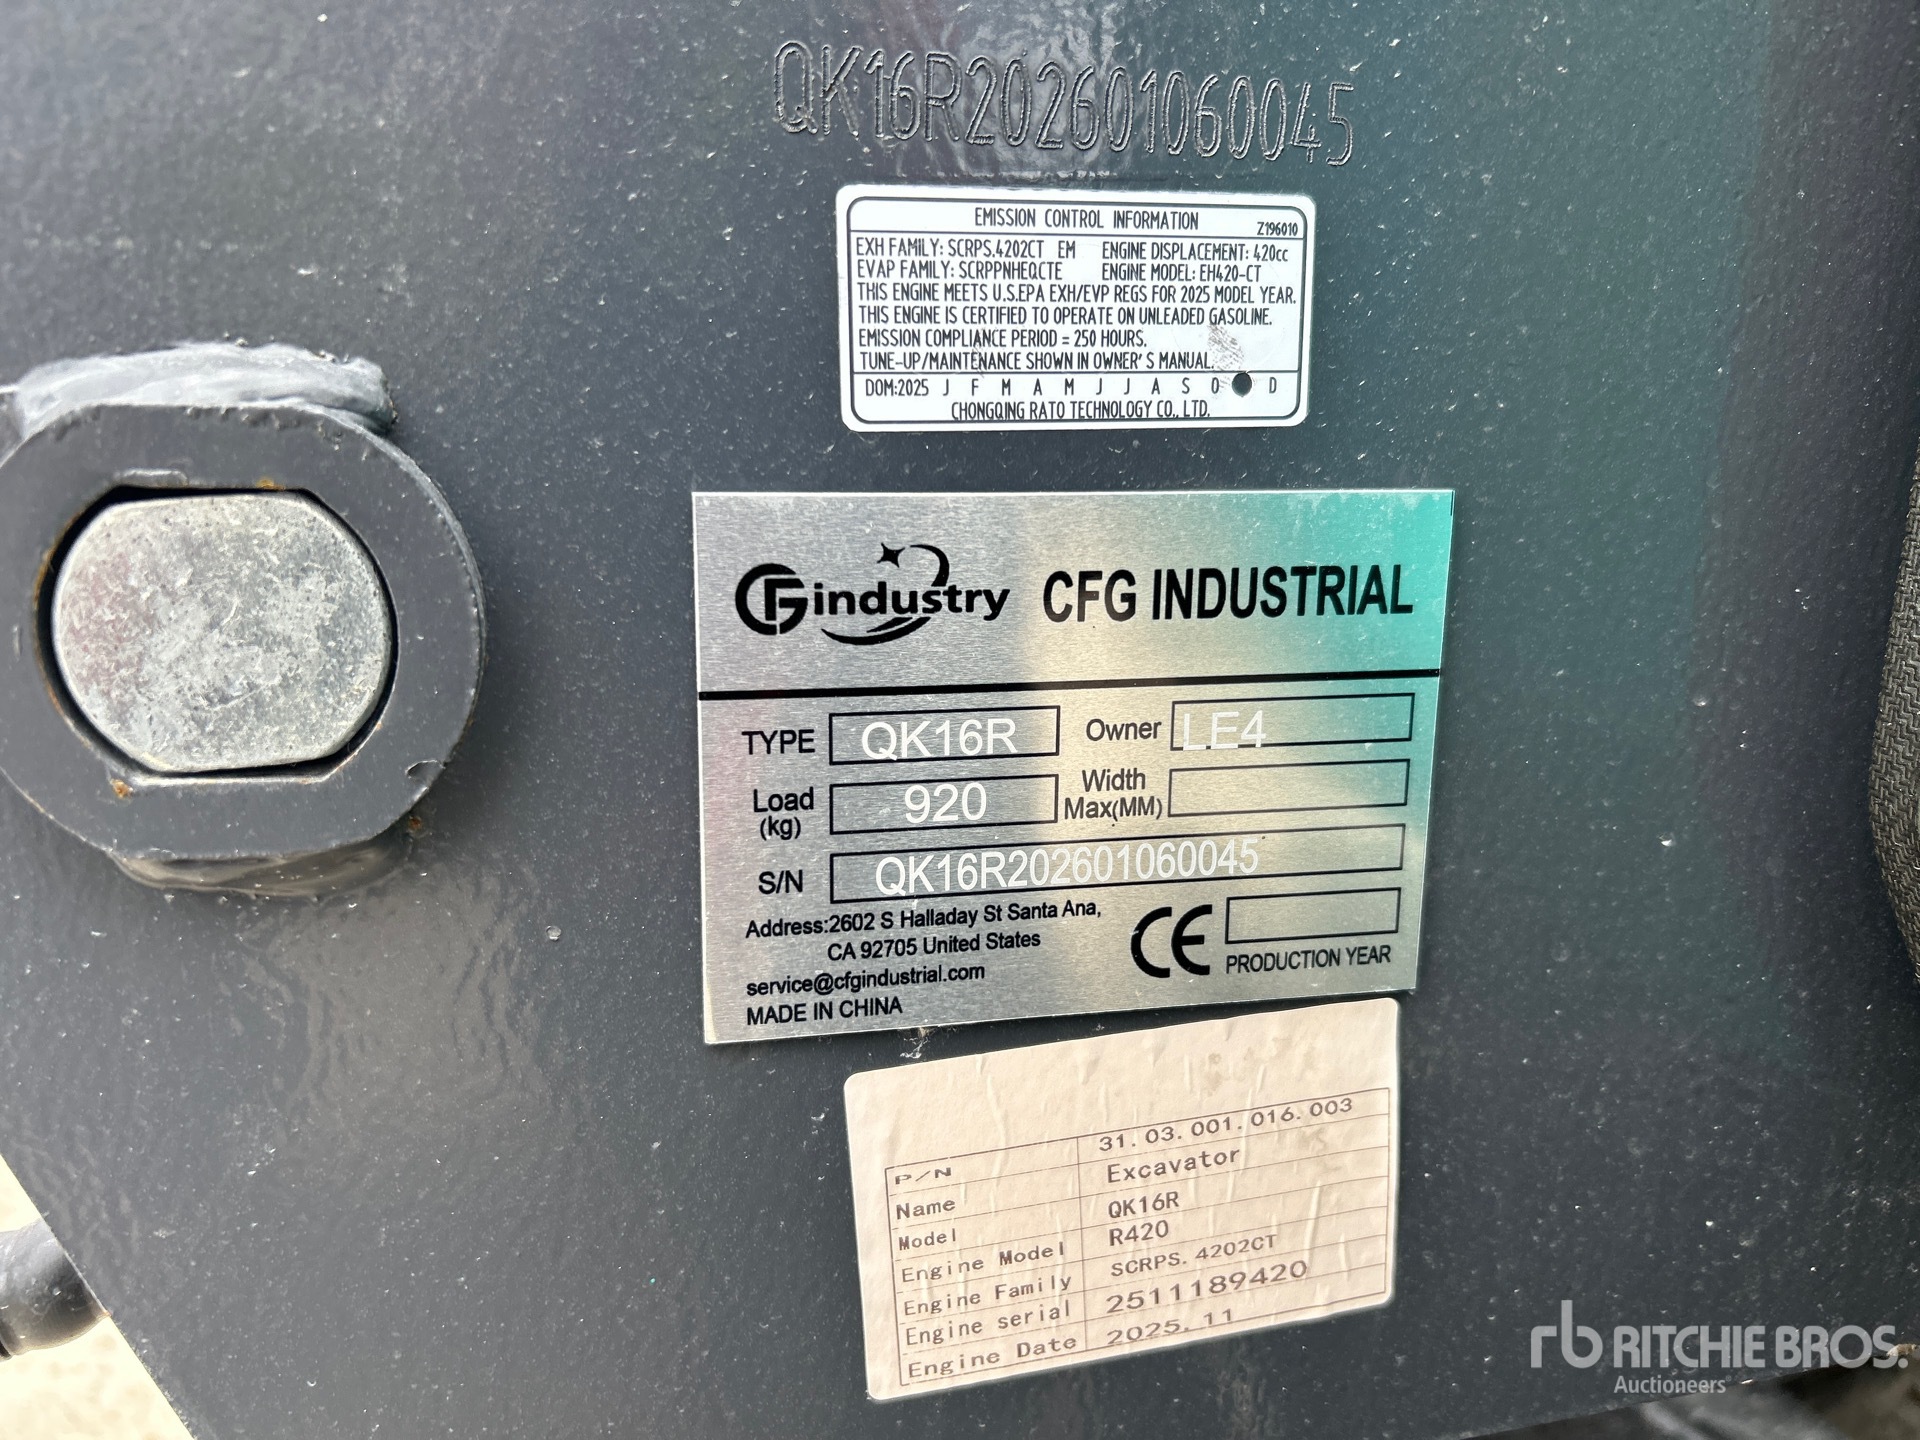 QK16R202601060045
EMISSION CONTROL INFORMATION Z196010
EXH FAMILY: SCRPS.4202CT EM ENGINE DISPLACEMENT: 420cc
EVAP FAMILY: SCRPPNHEQCTE ENGINE MODEL: EH420-CT
THIS ENGINE MEETS U.S.EPA EXH/EVP REGS FOR 2025 MODEL YEAR.
THIS ENGINE IS CERTIFIED TO OPERATE ON UNLEADED GASOLINE.
EMISSION COMPLIANCE PERIOD = 250 HOURS.
TUNE-UP/MAINTENANCE SHOWN IN OWNER'S MANUAL.
DOM:2025 J F M A M J J A S O D
CHONGQING RATO TECHNOLOGY CO., LTD.
CFGindustry CFG INDUSTRIAL
TYPE QK16R Owner LE4
Load (kg) 920 Width Max(MM)
S/N QK16R202601060045
Address:2602 S Halladay St Santa Ana,
CA 92705 United States
service@cfgindustrial.com
MADE IN CHINA
CE PRODUCTION YEAR
P/N 31.03.001.016.003
Name Excavator
Model QK16R
Engine Model R420
Engine Family SCRPS.4202CT
Engine serial 2511189420
Engine Date 2025.11
rb RITCHIE BROS.
Auctioneers